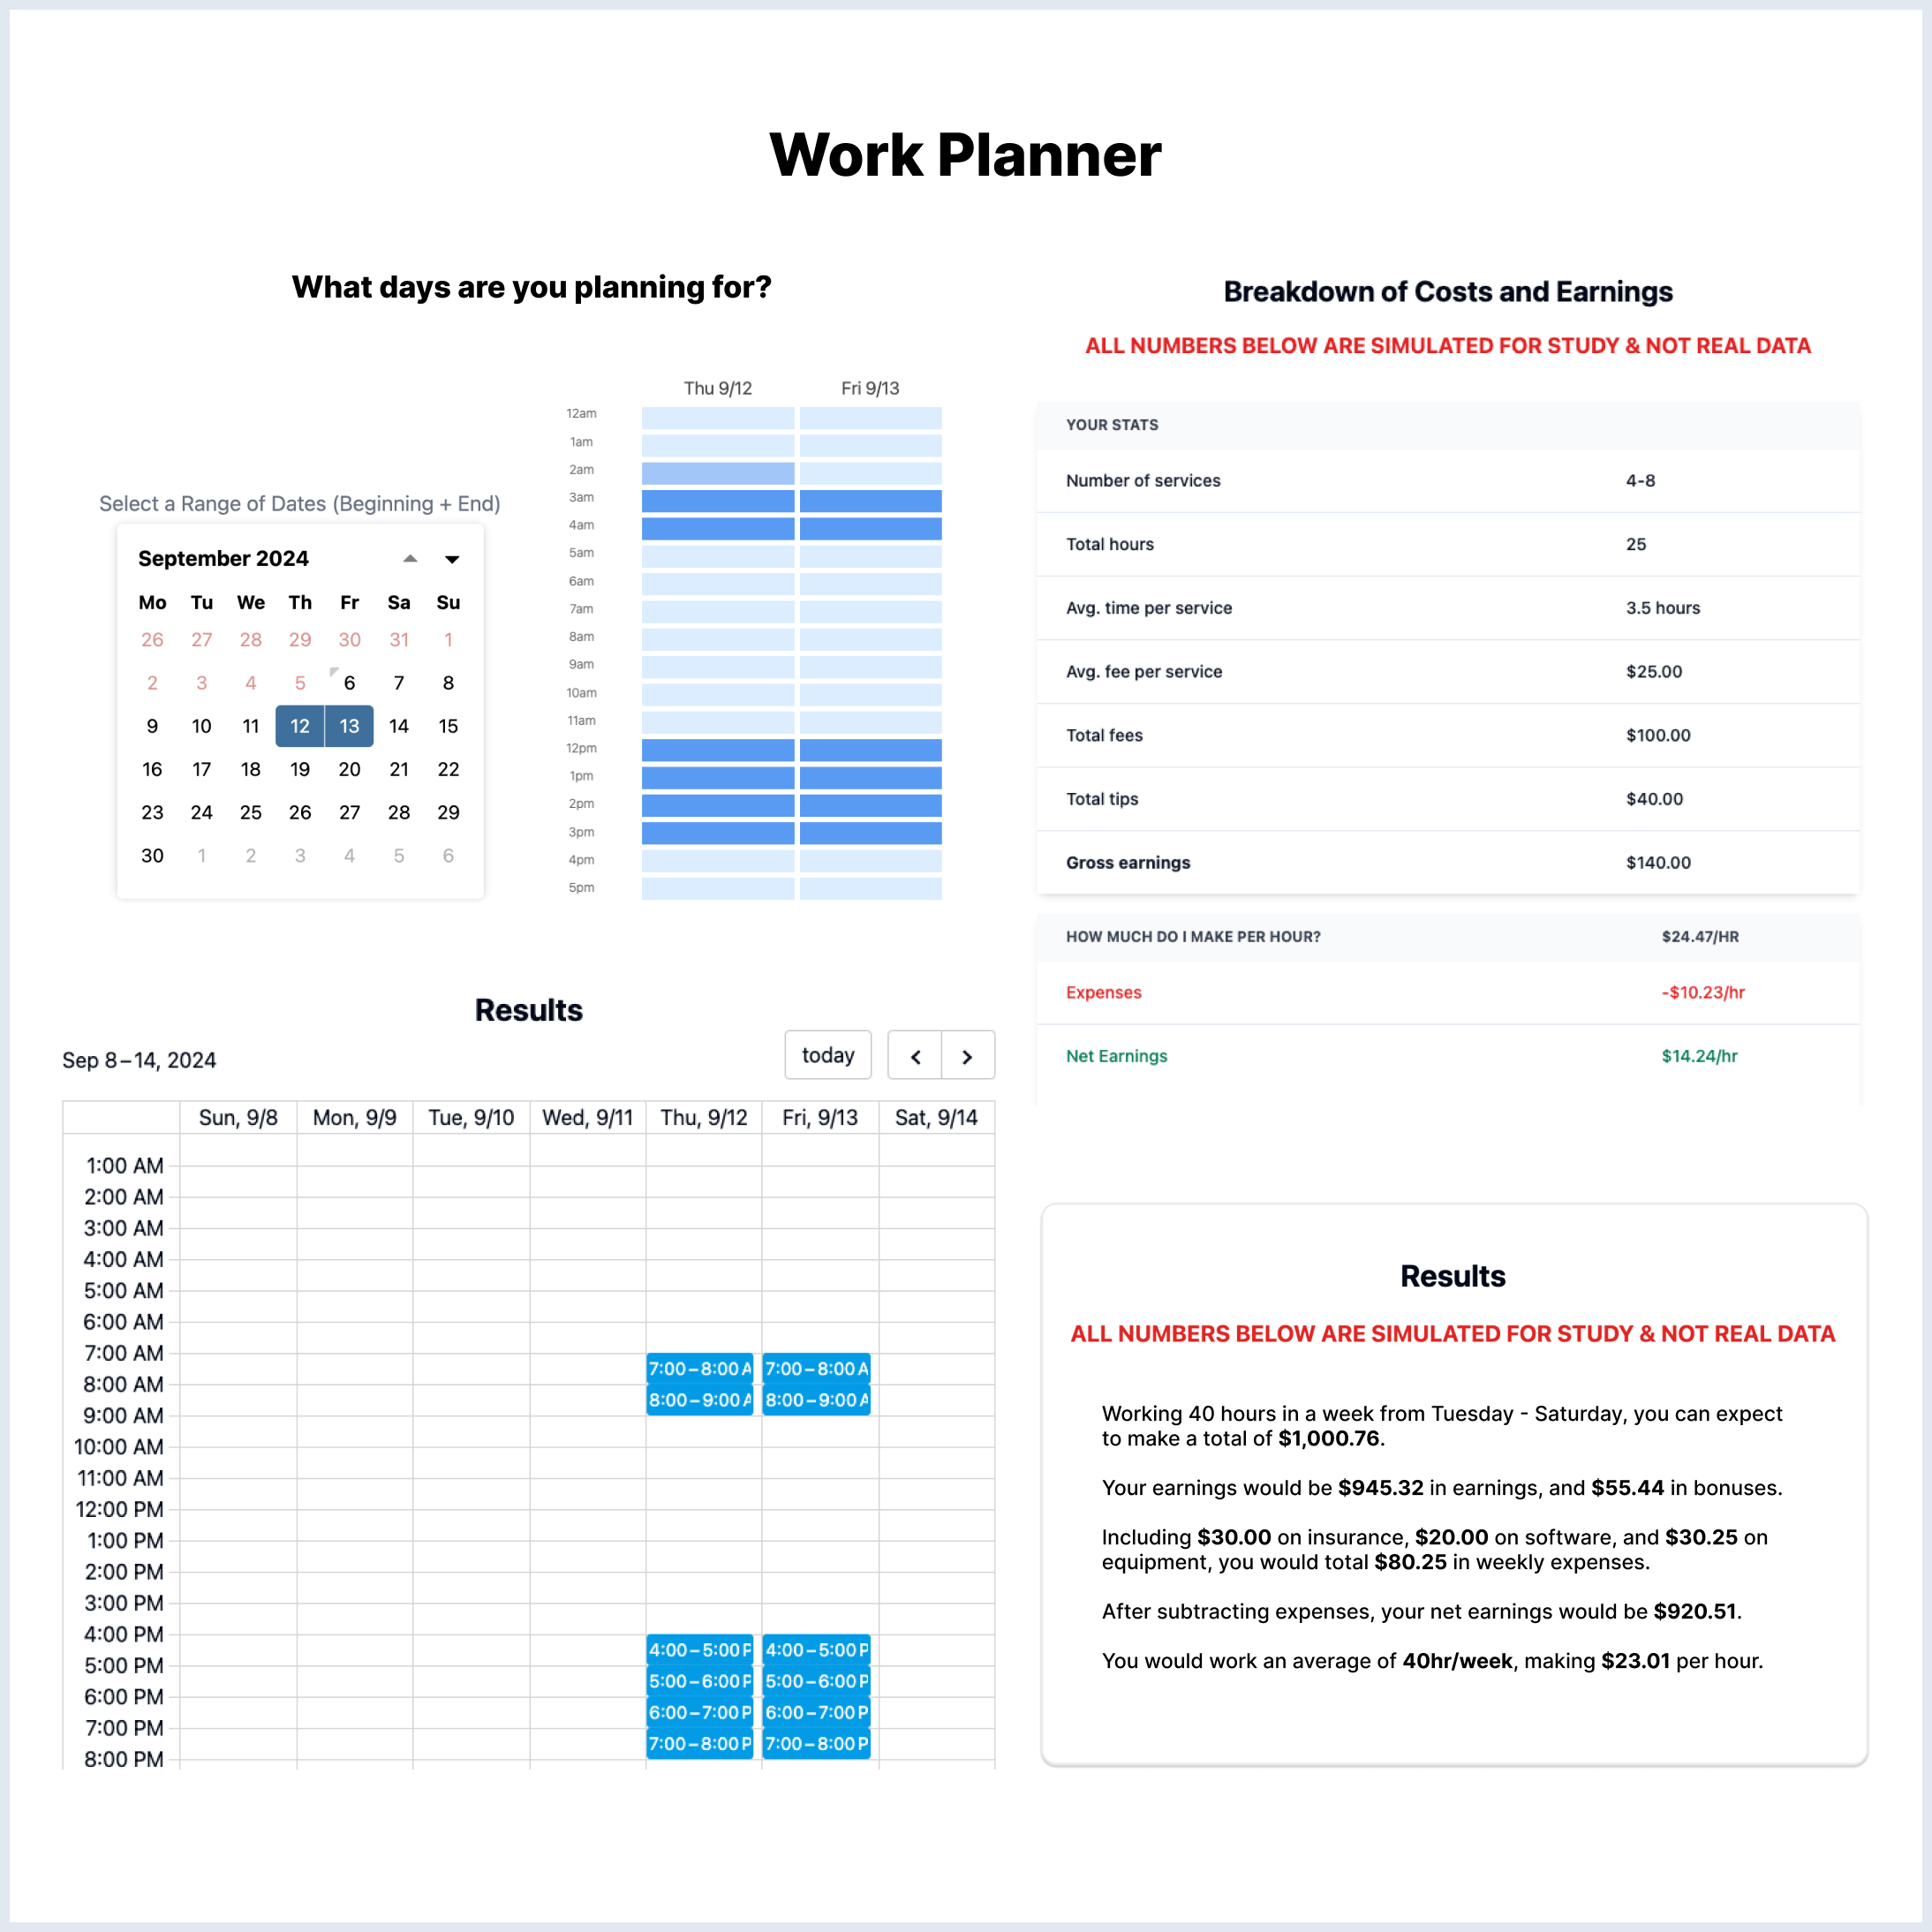 Work Planner
What days are you planning for?
Select a Range of Dates (Beginning + End)
September 2024
Mo Tu We Th Fr Sa Su
26 27 28 29 30 31 1
2 3 4 5 6 7 8
9 10 11 12 13 14 15
16 17 18 19 20 21 22
23 24 25 26 27 28 29
30 1 2 3 4 5 6
Thu 9/12 Fri 9/13
12am
1am
2am
3am
4am
5am
6am
7am
8am
9am
10am
11am
12pm
1pm
2pm
3pm
4pm
5pm
Breakdown of Costs and Earnings
ALL NUMBERS BELOW ARE SIMULATED FOR STUDY & NOT REAL DATA
YOUR STATS
Number of services 4-8
Total hours 25
Avg. time per service 3.5 hours
Avg. fee per service $25.00
Total fees $100.00
Total tips $40.00
Gross earnings $140.00
HOW MUCH DO I MAKE PER HOUR? $24.47/HR
Expenses -$10.23/hr
Net Earnings $14.24/hr
Results
Sep 8–14, 2024 today
Sun, 9/8 Mon, 9/9 Tue, 9/10 Wed, 9/11 Thu, 9/12 Fri, 9/13 Sat, 9/14
1:00 AM
2:00 AM
3:00 AM
4:00 AM
5:00 AM
6:00 AM
7:00 AM 7:00–8:00 A 7:00–8:00 A
8:00 AM 8:00–9:00 A 8:00–9:00 A
9:00 AM
10:00 AM
11:00 AM
12:00 PM
1:00 PM
2:00 PM
3:00 PM
4:00 PM 4:00–5:00 P 4:00–5:00 P
5:00 PM 5:00–6:00 P 5:00–6:00 P
6:00 PM 6:00–7:00 P 6:00–7:00 P
7:00 PM 7:00–8:00 P 7:00–8:00 P
8:00 PM
Results
ALL NUMBERS BELOW ARE SIMULATED FOR STUDY & NOT REAL DATA
Working 40 hours in a week from Tuesday - Saturday, you can expect
to make a total of $1,000.76.
Your earnings would be $945.32 in earnings, and $55.44 in bonuses.
Including $30.00 on insurance, $20.00 on software, and $30.25 on
equipment, you would total $80.25 in weekly expenses.
After subtracting expenses, your net earnings would be $920.51.
You would work an average of 40hr/week, making $23.01 per hour.